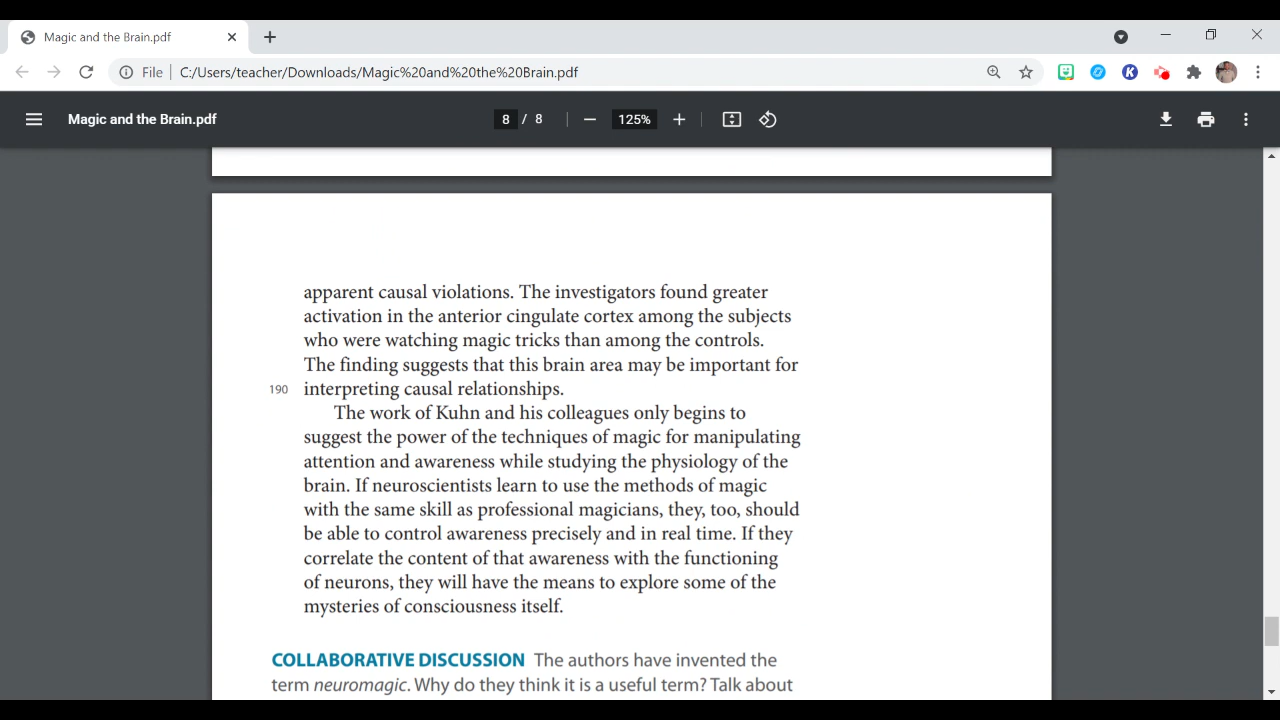 Magic and the Brain.pdf
File
C:/Users/teacher/Downloads/Magic%20and%20the%20Brain.pdf
Magic and the Brain.pdf
8 / 8
125%
apparent causal violations. The investigators found greater
activation in the anterior cingulate cortex among the subjects
who were watching magic tricks than among the controls.
The finding suggests that this brain area may be important for
190 interpreting causal relationships.
The work of Kuhn and his colleagues only begins to
suggest the power of the techniques of magic for manipulating
attention and awareness while studying the physiology of the
brain. If neuroscientists learn to use the methods of magic
with the same skill as professional magicians, they, too, should
be able to control awareness precisely and in real time. If they
correlate the content of that awareness with the functioning
of neurons, they will have the means to explore some of the
mysteries of consciousness itself.
COLLABORATIVE DISCUSSION The authors have invented the
term neuromagic. Why do they think it is a useful term? Talk about